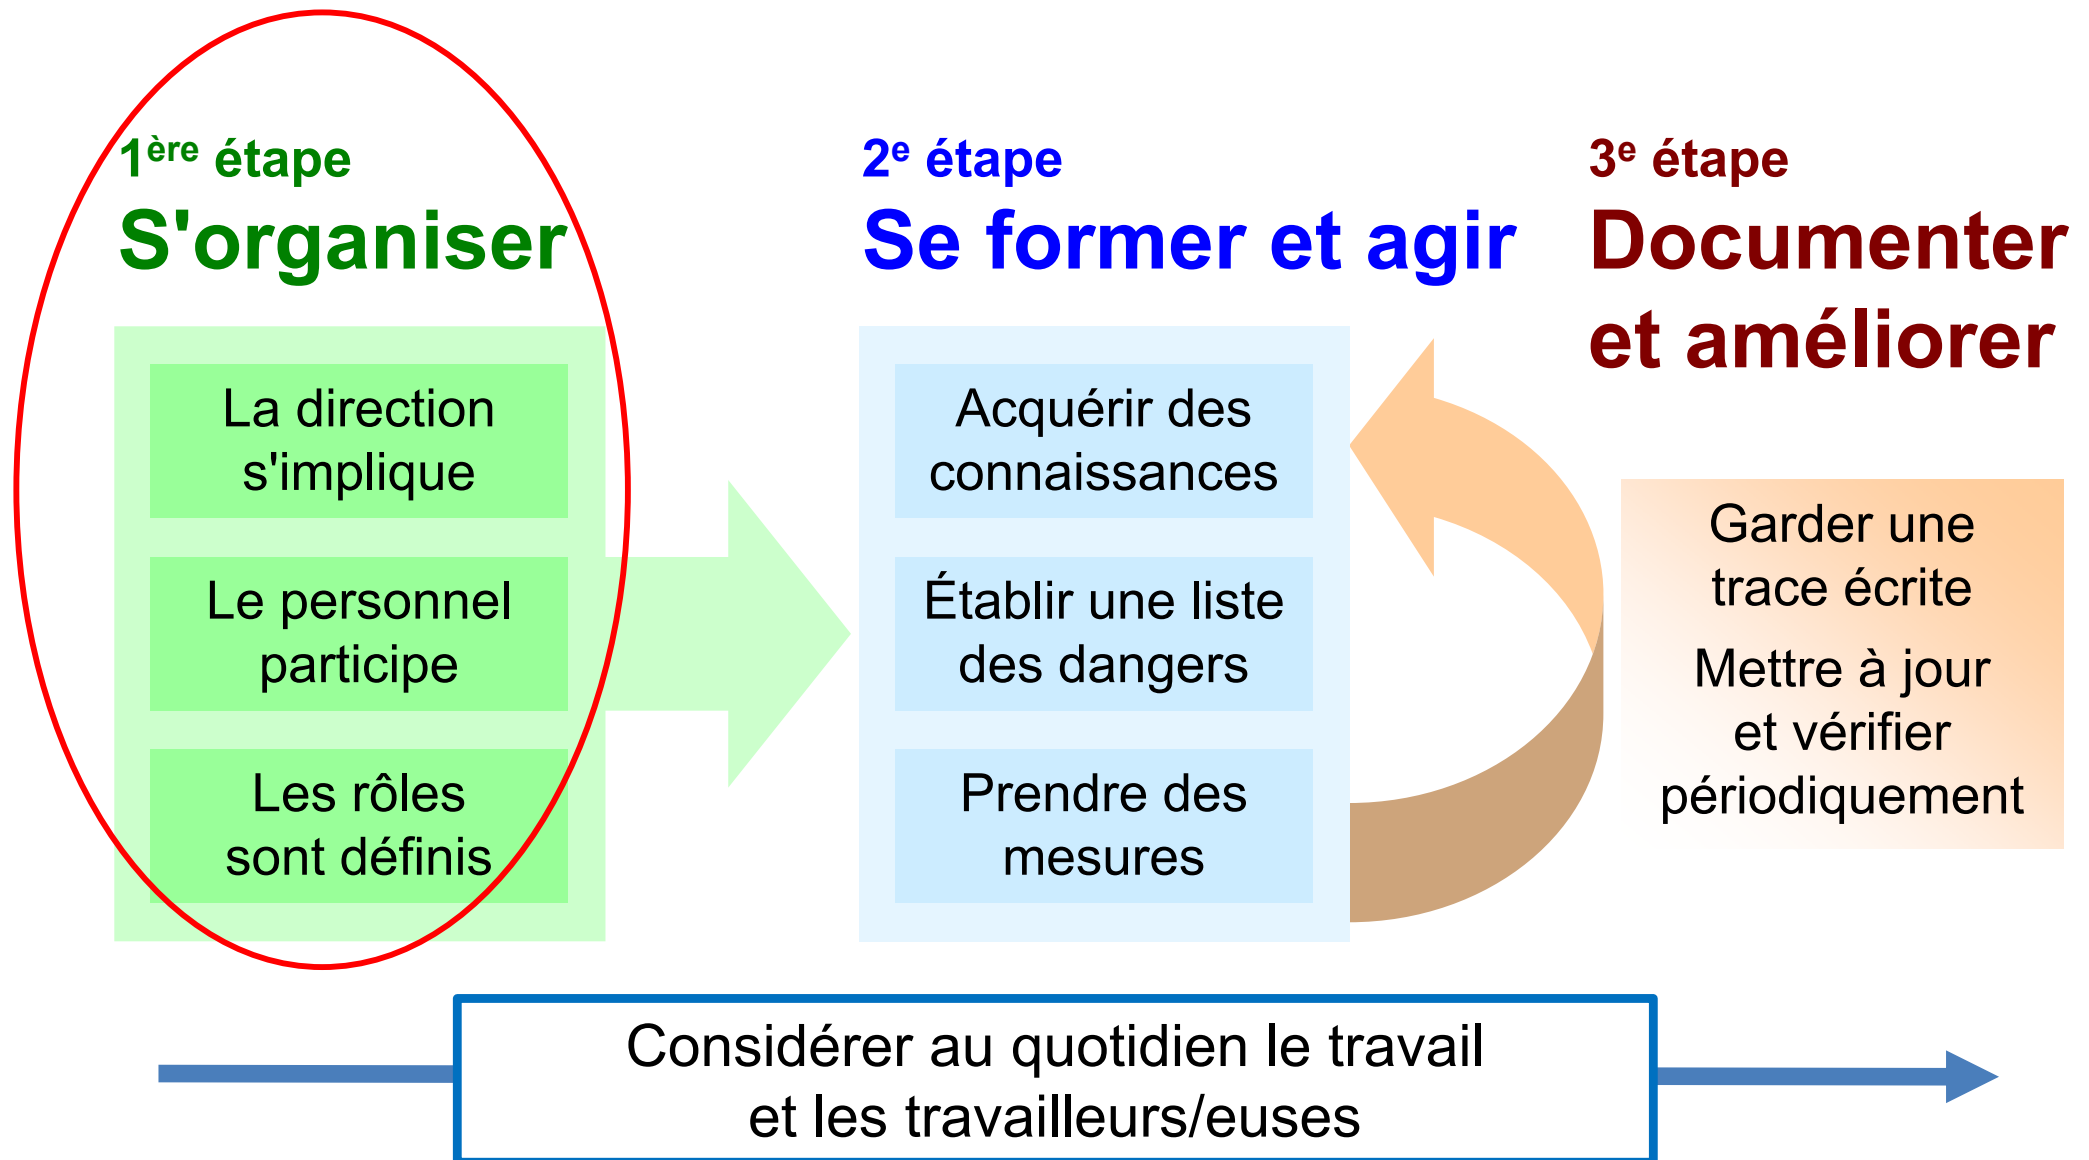 1ère étape
S'organiser
La direction
s'implique
Le personnel
participe
Les rôles
sont définis
2e étape
Se former et agir
Acquérir des
connaissances
Établir une liste
des dangers
Prendre des
mesures
3e étape
Documenter
et améliorer
Garder une
trace écrite
Mettre à jour
et vérifier
périodiquement
Considérer au quotidien le travail
et les travailleurs/euses